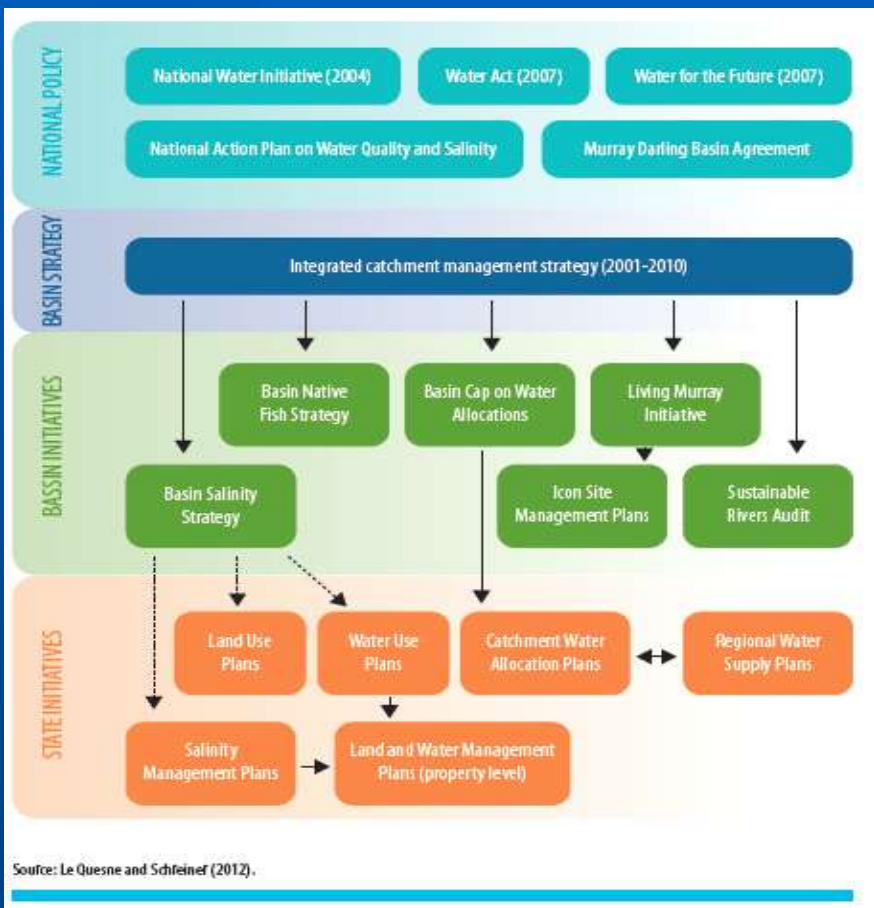 NATIONAL POLICY
National Water Initiative (2004)
Water Act (2007)
Water for the Future (2007)
National Action Plan on Water Quality and Salinity
Murray Darling Basin Agreement
BASIN STRATEGY
Integrated catchment management strategy (2001-2010)
BASSIN INITIATIVES
Basin Native
Fish Strategy
Basin Cap on Water
Allocations
Living Murray
Initiative
Basin Salinity
Strategy
Icon Site
Management Plans
Sustainable
Rivers Audit
STATE INITIATIVES
Land Use
Plans
Water Use
Plans
Catchment Water
Allocation Plans
Regional Water
Supply Plans
Salinity
Management Plans
Land and Water Management
Plans (property level)
Source: Le Quesne and Schreiner (2012).